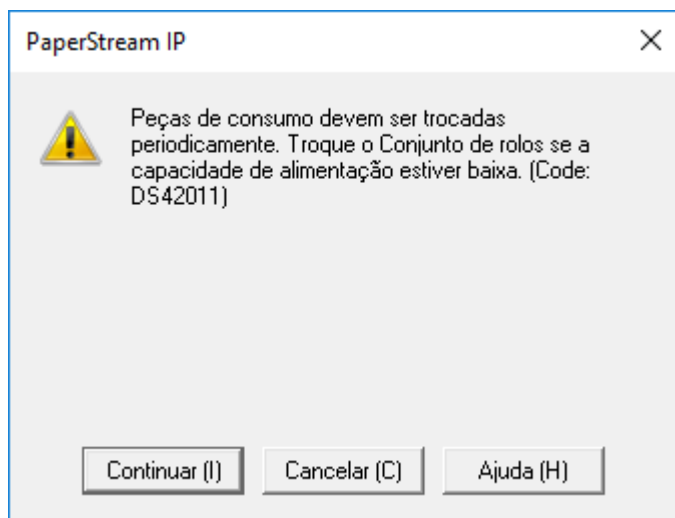 PaperStream IP
Peças de consumo devem ser trocadas
periodicamente. Troque o Conjunto de rolos se a
capacidade de alimentação estiver baixa. (Code:
DS42011)
Continuar (I)
Cancelar (C)
Ajuda (H)